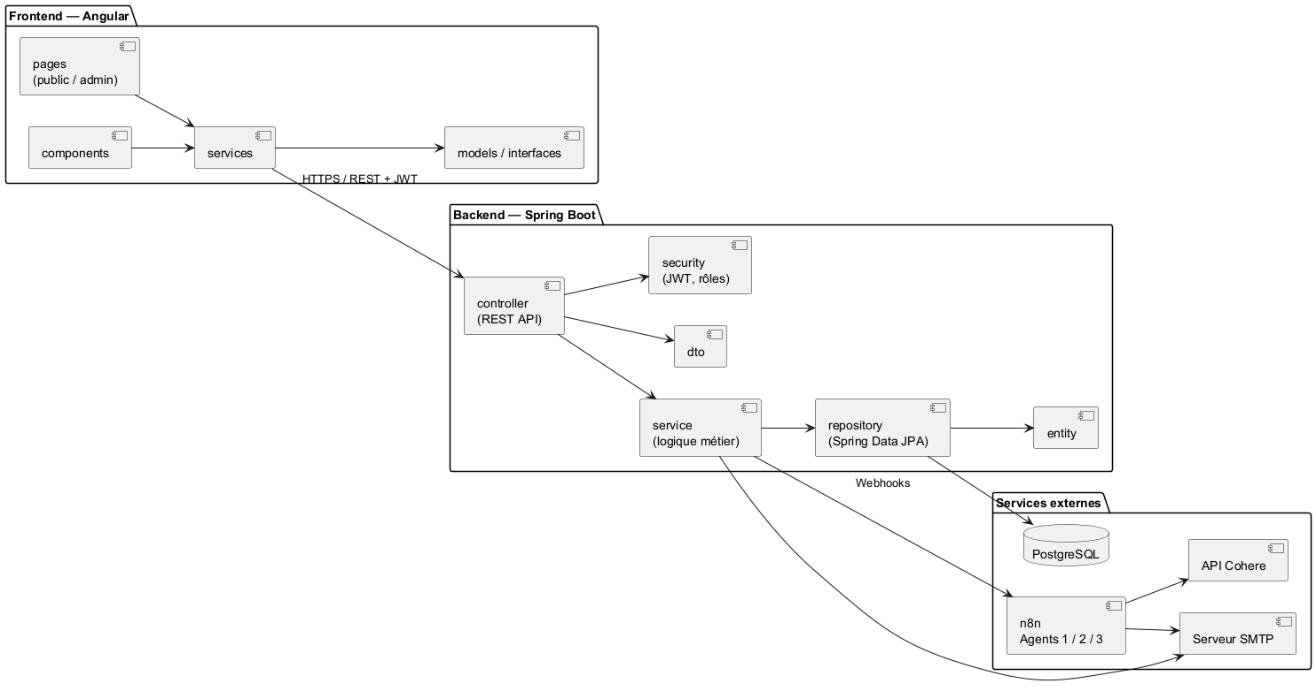 Frontend — Angular
pages
(public / admin)
components
services
models / interfaces
HTTPS / REST + JWT
Backend — Spring Boot
security
(JWT, rôles)
controller
(REST API)
dto
service
(logique métier)
repository
(Spring Data JPA)
entity
Webhooks
Services externes
PostgreSQL
API Cohere
n8n
Agents 1 / 2 / 3
Serveur SMTP